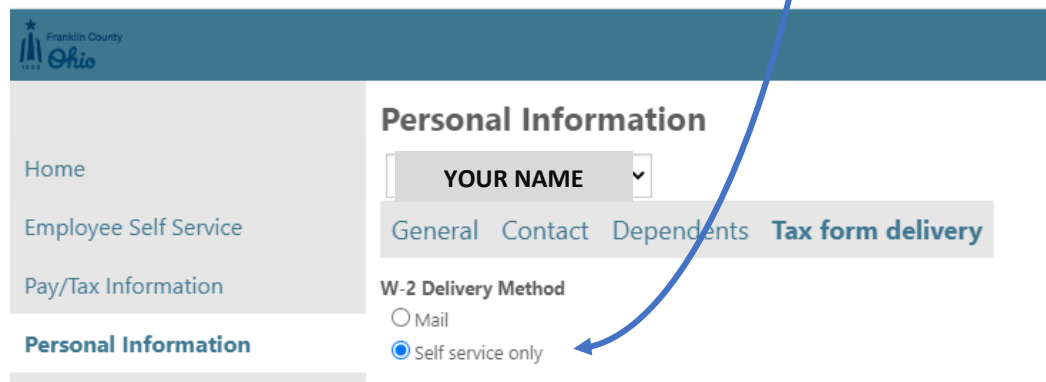 Franklin County
Ohio
Personal Information
Home
YOUR NAME
Employee Self Service
General Contact Dependents Tax form delivery
Pay/Tax Information
W-2 Delivery Method
Mail
Personal Information
Self service only